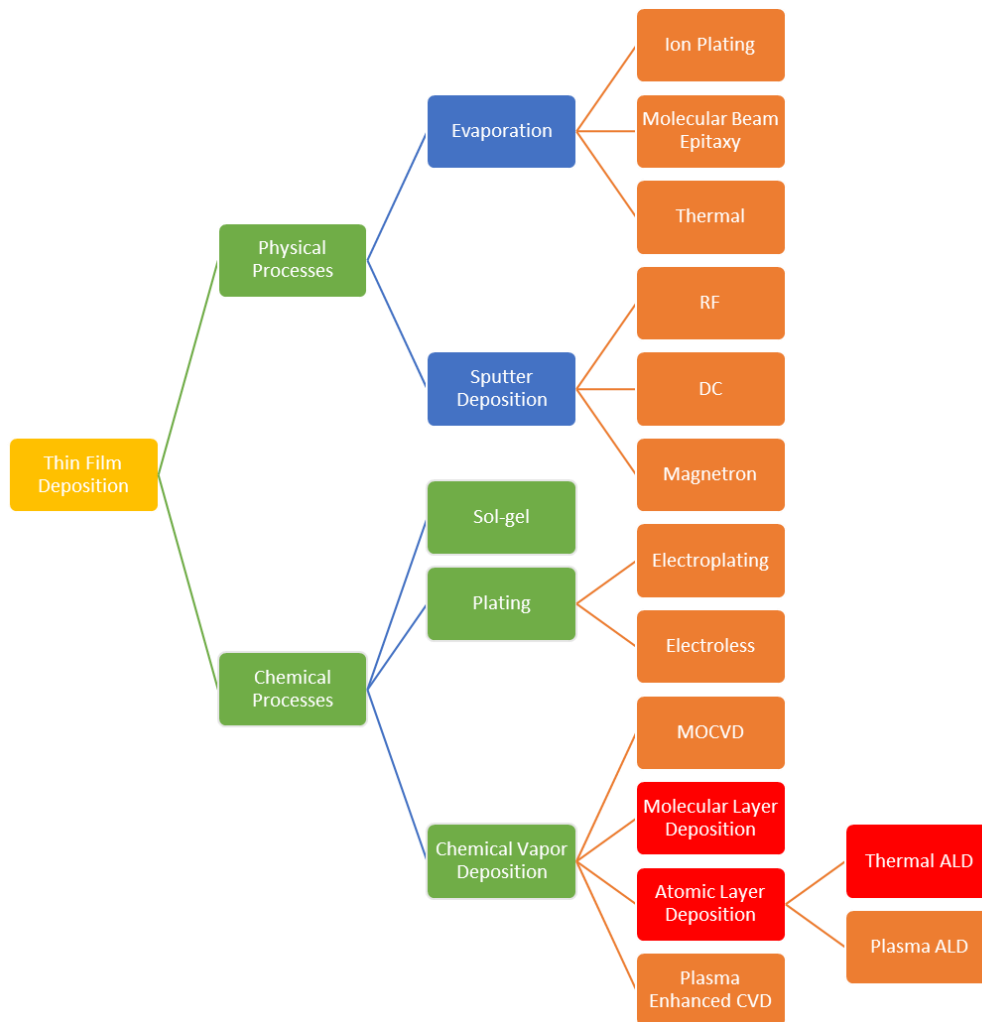 Ion Plating
Evaporation
Molecular Beam
Epitaxy
Thermal
Physical
Processes
RF
Sputter
Deposition
DC
Magnetron
Thin Film
Deposition
Sol-gel
Electroplating
Plating
Electroless
Chemical
Processes
MOCVD
Molecular Layer
Deposition
Chemical Vapor
Deposition
Thermal ALD
Atomic Layer
Deposition
Plasma ALD
Plasma
Enhanced CVD